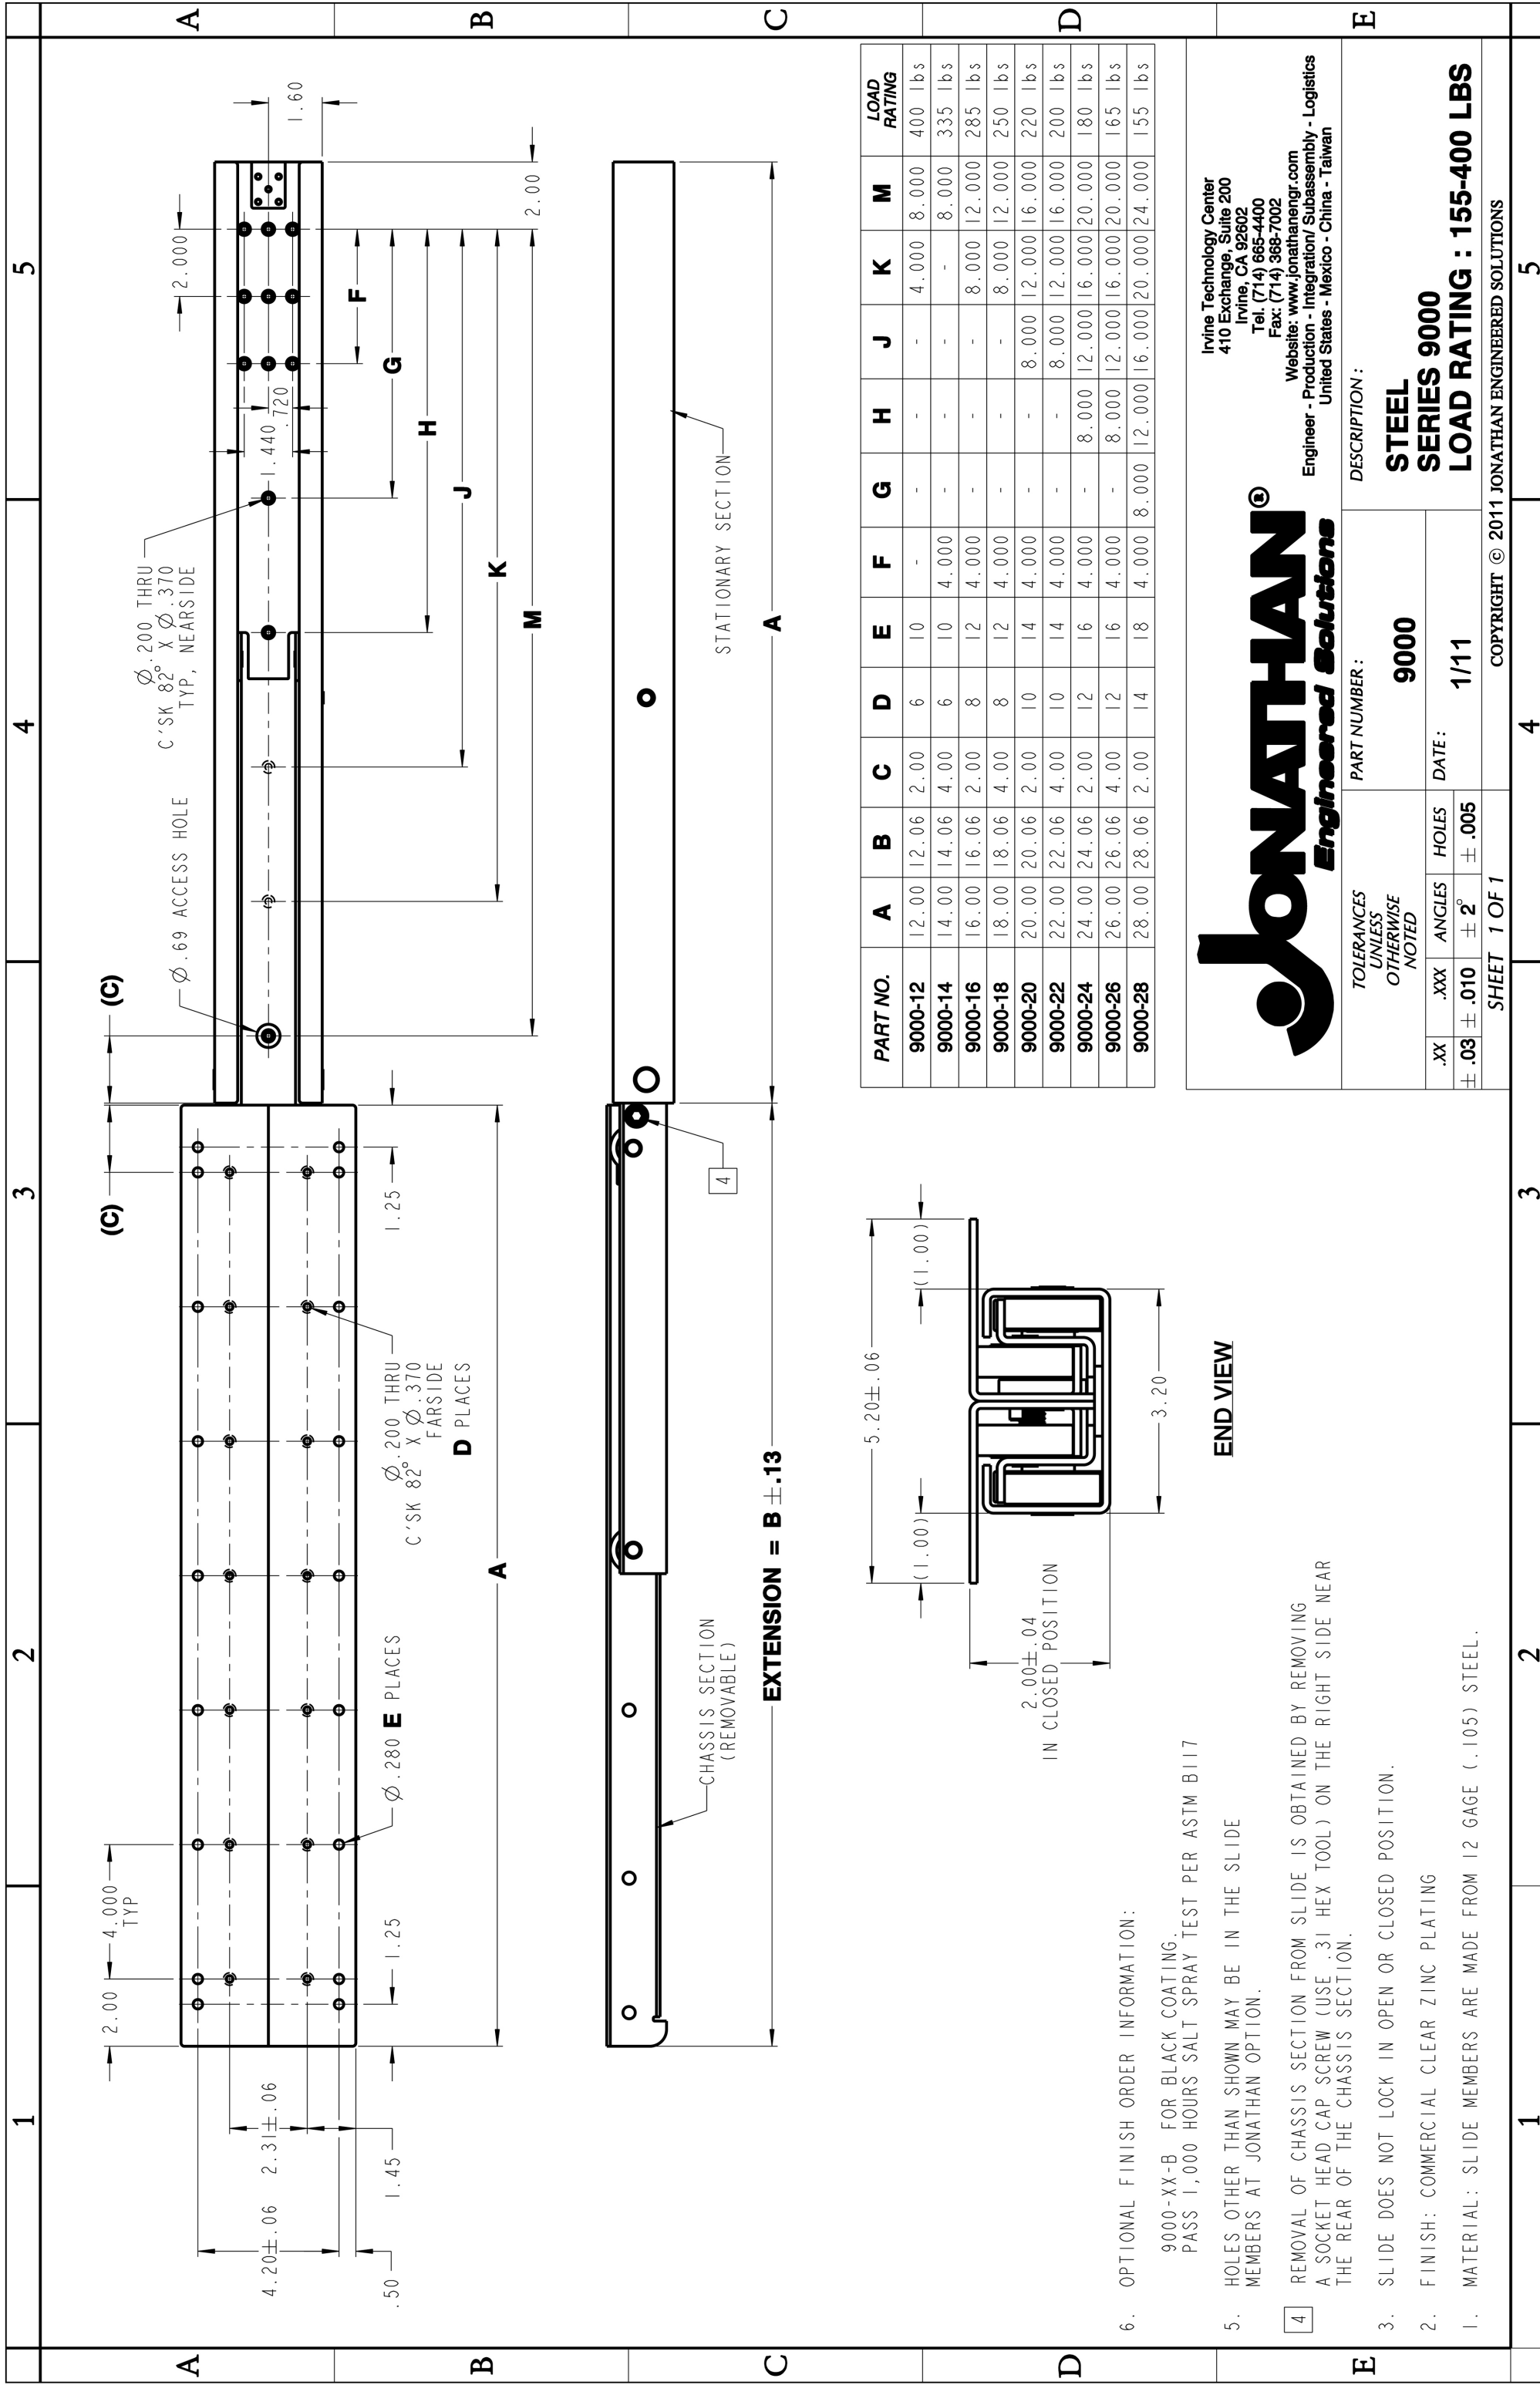 1
2
3
4
5
A
B
C
D
E
2.00
4.000
TYP
(C)
(C)
Ø.69 ACCESS HOLE
Ø.200 THRU
C'SK 82° X Ø.370
TYP, NEARSIDE
2.000
1.60
4.20±.06
2.31±.06
.50
1.45
1.25
Ø.280 E PLACES
Ø.200 THRU
C'SK 82° X Ø.370
FARSIDE
D PLACES
1.25
A
1.440
.720
F
G
H
J
K
M
2.00
CHASSIS SECTION
(REMOVABLE)
4
STATIONARY SECTION
EXTENSION = B ±.13
A
5.20±.06
(1.00)
(1.00)
2.00±.04
IN CLOSED POSITION
3.20
END VIEW
PART NO. A B C D E F G H J K M LOAD RATING
9000-12 12.00 12.06 2.00 6 10 - - - - 4.000 8.000 400 lbs
9000-14 14.00 14.06 4.00 6 10 4.000 - - - - 8.000 335 lbs
9000-16 16.00 16.06 2.00 8 12 4.000 - - - 8.000 12.000 285 lbs
9000-18 18.00 18.06 4.00 8 12 4.000 - - - 8.000 12.000 250 lbs
9000-20 20.00 20.06 2.00 10 14 4.000 - - 8.000 12.000 16.000 220 lbs
9000-22 22.00 22.06 4.00 10 14 4.000 - - 8.000 12.000 16.000 200 lbs
9000-24 24.00 24.06 2.00 12 16 4.000 - 8.000 12.000 16.000 20.000 180 lbs
9000-26 26.00 26.06 4.00 12 16 4.000 - 8.000 12.000 16.000 20.000 165 lbs
9000-28 28.00 28.06 2.00 14 18 4.000 8.000 12.000 16.000 20.000 24.000 155 lbs
6. OPTIONAL FINISH ORDER INFORMATION:
9000-XX-B FOR BLACK COATING.
PASS 1,000 HOURS SALT SPRAY TEST PER ASTM B117
5. HOLES OTHER THAN SHOWN MAY BE IN THE SLIDE
MEMBERS AT JONATHAN OPTION.
4 REMOVAL OF CHASSIS SECTION FROM SLIDE IS OBTAINED BY REMOVING
A SOCKET HEAD CAP SCREW (USE .31 HEX TOOL) ON THE RIGHT SIDE NEAR
THE REAR OF THE CHASSIS SECTION.
3. SLIDE DOES NOT LOCK IN OPEN OR CLOSED POSITION.
2. FINISH: COMMERCIAL CLEAR ZINC PLATING
1. MATERIAL: SLIDE MEMBERS ARE MADE FROM 12 GAGE (.105) STEEL.
JONATHAN®
Engineered Solutions
Irvine Technology Center
410 Exchange, Suite 200
Irvine, CA 92602
Tel. (714) 665-4400
Fax: (714) 368-7002
Website: www.jonathanengr.com
Engineer - Production - Integration/ Subassembly - Logistics
United States - Mexico - China - Taiwan
TOLERANCES
UNLESS
OTHERWISE
NOTED
.XX .XXX ANGLES HOLES
± .03 ± .010 ± 2° ± .005
PART NUMBER :
9000
DATE :
1/11
DESCRIPTION :
STEEL
SERIES 9000
LOAD RATING : 155-400 LBS
SHEET 1 OF 1
COPYRIGHT © 2011 JONATHAN ENGINEERED SOLUTIONS
A
B
C
D
E
1
2
3
4
5